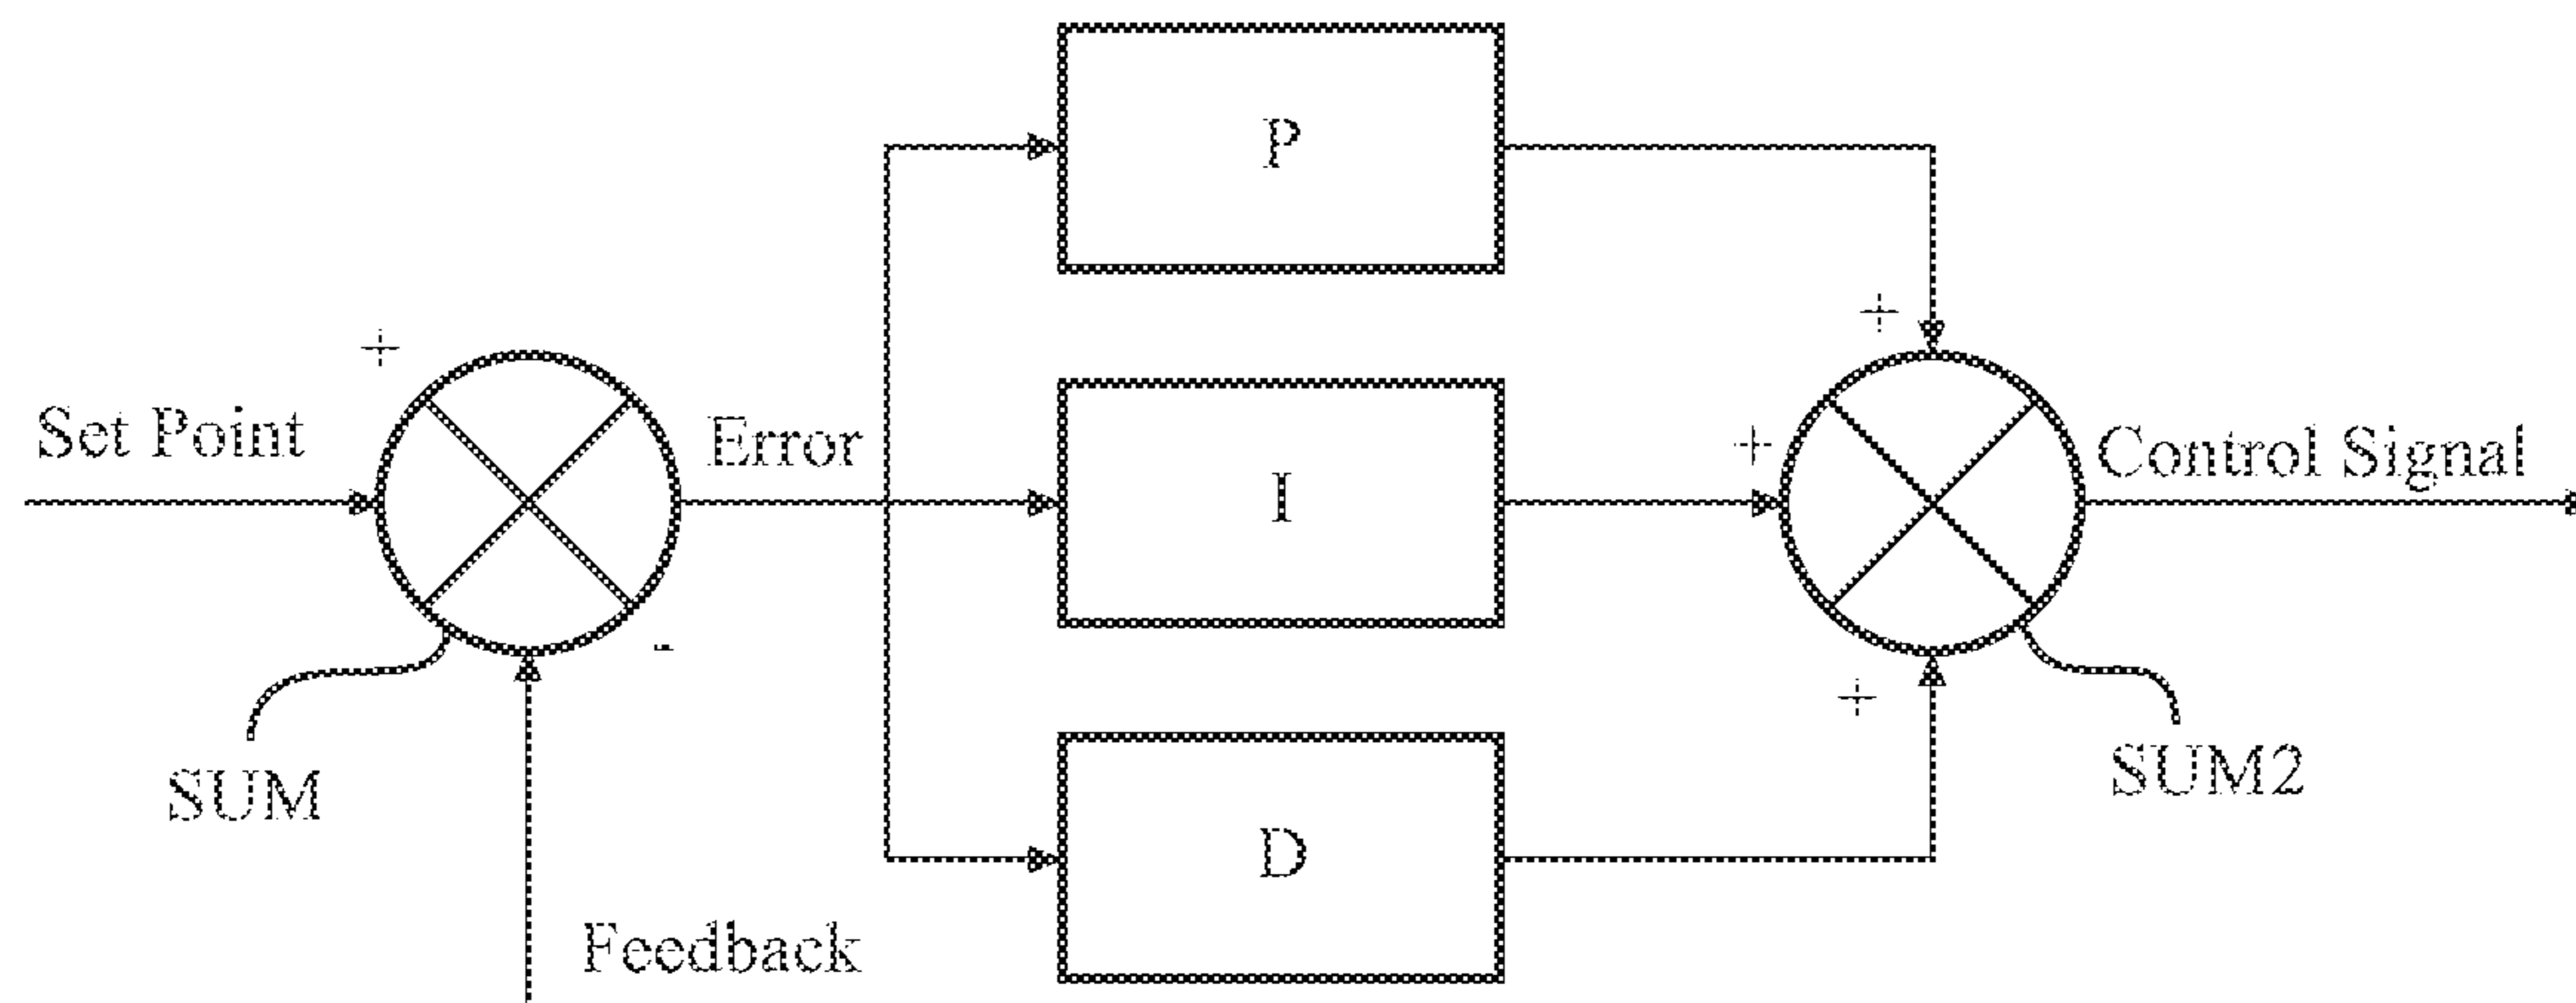 P
+
+
Set Point
Error
+
Control Signal
I
-
+
SUM
SUM2
D
Feedback